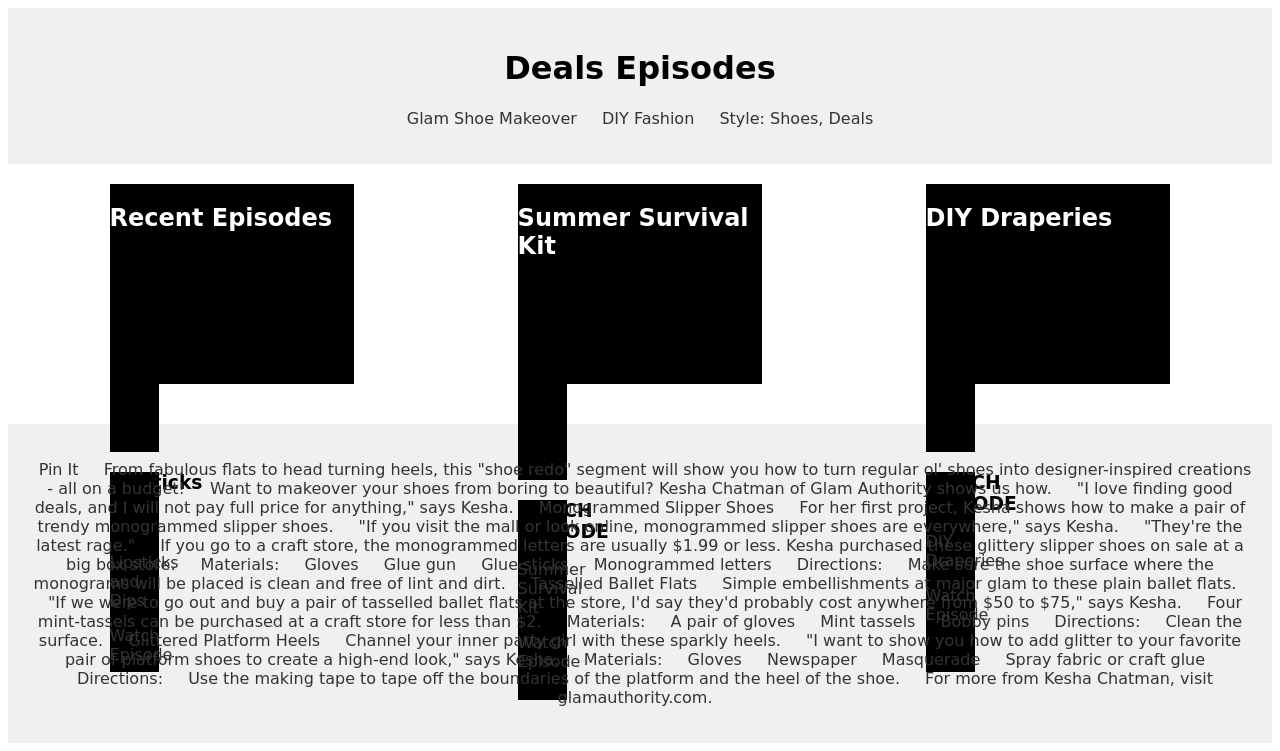 Deals Episodes
Glam Shoe Makeover DIY Fashion Style: Shoes, Deals
Recent Episodes
Summer Survival
Kit
DIY Draperies
Pin It From fabulous flats to head turning heels, this "shoe redo" segment will show you how to turn regular ol' shoes into designer-inspired creations
- all on a budget! Want to makeover your shoes from boring to beautiful? Kesha Chatman of Glam Authority shows us how. "I love finding good
deals, and I will not pay full price for anything," says Kesha. Monogrammed Slipper Shoes For her first project, Kesha shows how to make a pair of
trendy monogrammed slipper shoes. "If you visit the mall or look online, monogrammed slipper shoes are everywhere," says Kesha. "They're the
latest rage." If you go to a craft store, the monogrammed letters are usually $1.99 or less. Kesha purchased these glittery slipper shoes on sale at a
big box store. Materials: Gloves Glue gun Glue sticks Monogrammed letters Directions: Make sure the shoe surface where the
monogram will be placed is clean and free of lint and dirt. Tasselled Ballet Flats Simple embellishments at major glam to these plain ballet flats.
"If we were to go out and buy a pair of tasselled ballet flats at the store, I'd say they'd probably cost anywhere from $50 to $75," says Kesha. Four
mint-tassels can be purchased at a craft store for less than $2. Materials: A pair of gloves Mint tassels Bobby pins Directions: Clean the
surface. Glittered Platform Heels Channel your inner party girl with these sparkly heels. "I want to show you how to add glitter to your favorite
pair of platform shoes to create a high-end look," says Kesha. Materials: Gloves Newspaper Masquerade Spray fabric or craft glue
Directions: Use the making tape to tape off the boundaries of the platform and the heel of the shoe. For more from Kesha Chatman, visit
glamauthority.com.
Lipsticks
and
Dips
Watch
Episode
Summer
Survival
Kit
Watch
Episode
DIY
Draperies
Watch
Episode